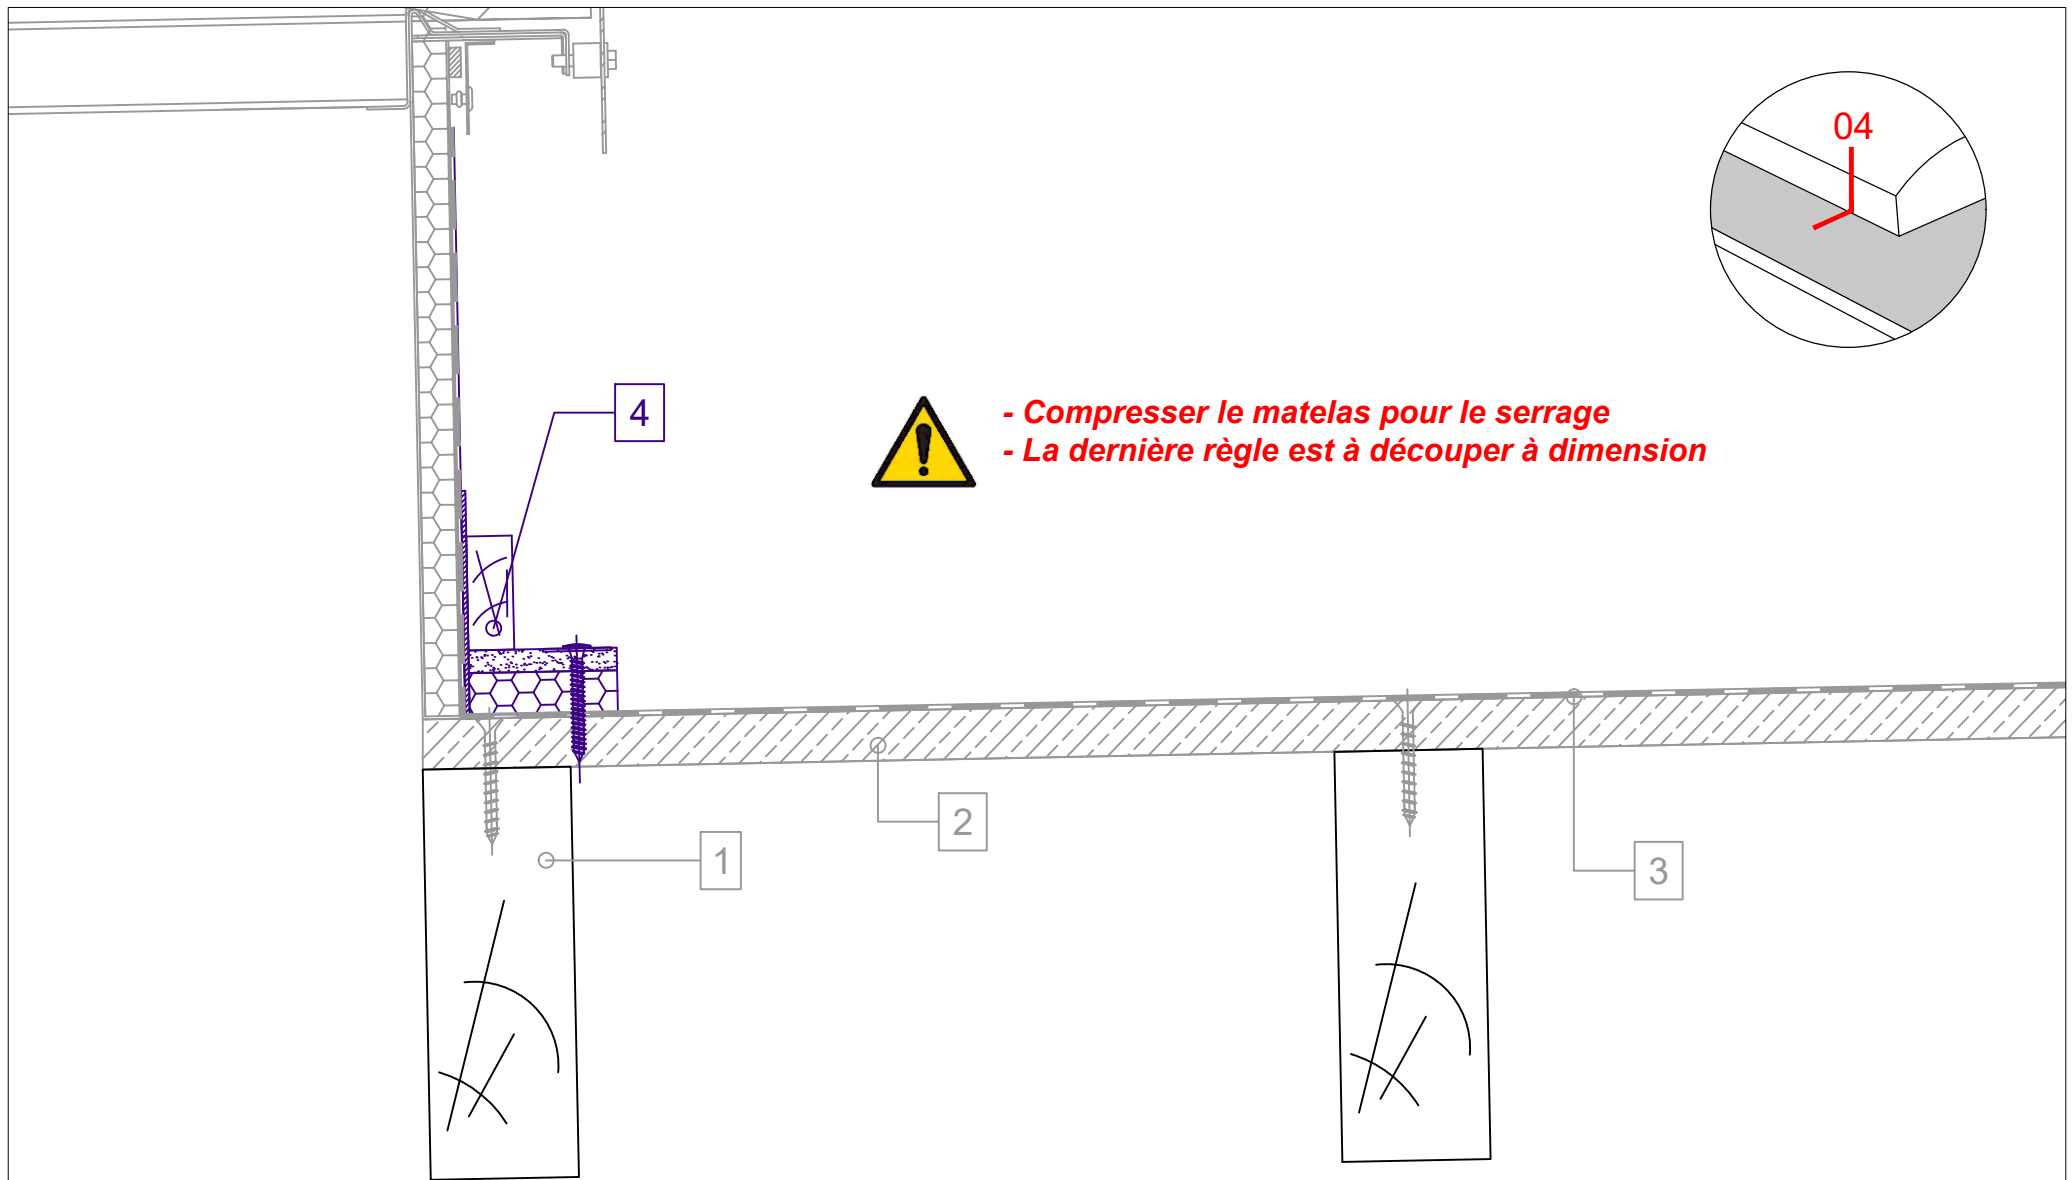 04
4
- Compresser le matelas pour le serrage
- La dernière règle est à découper à dimension
2
1
3